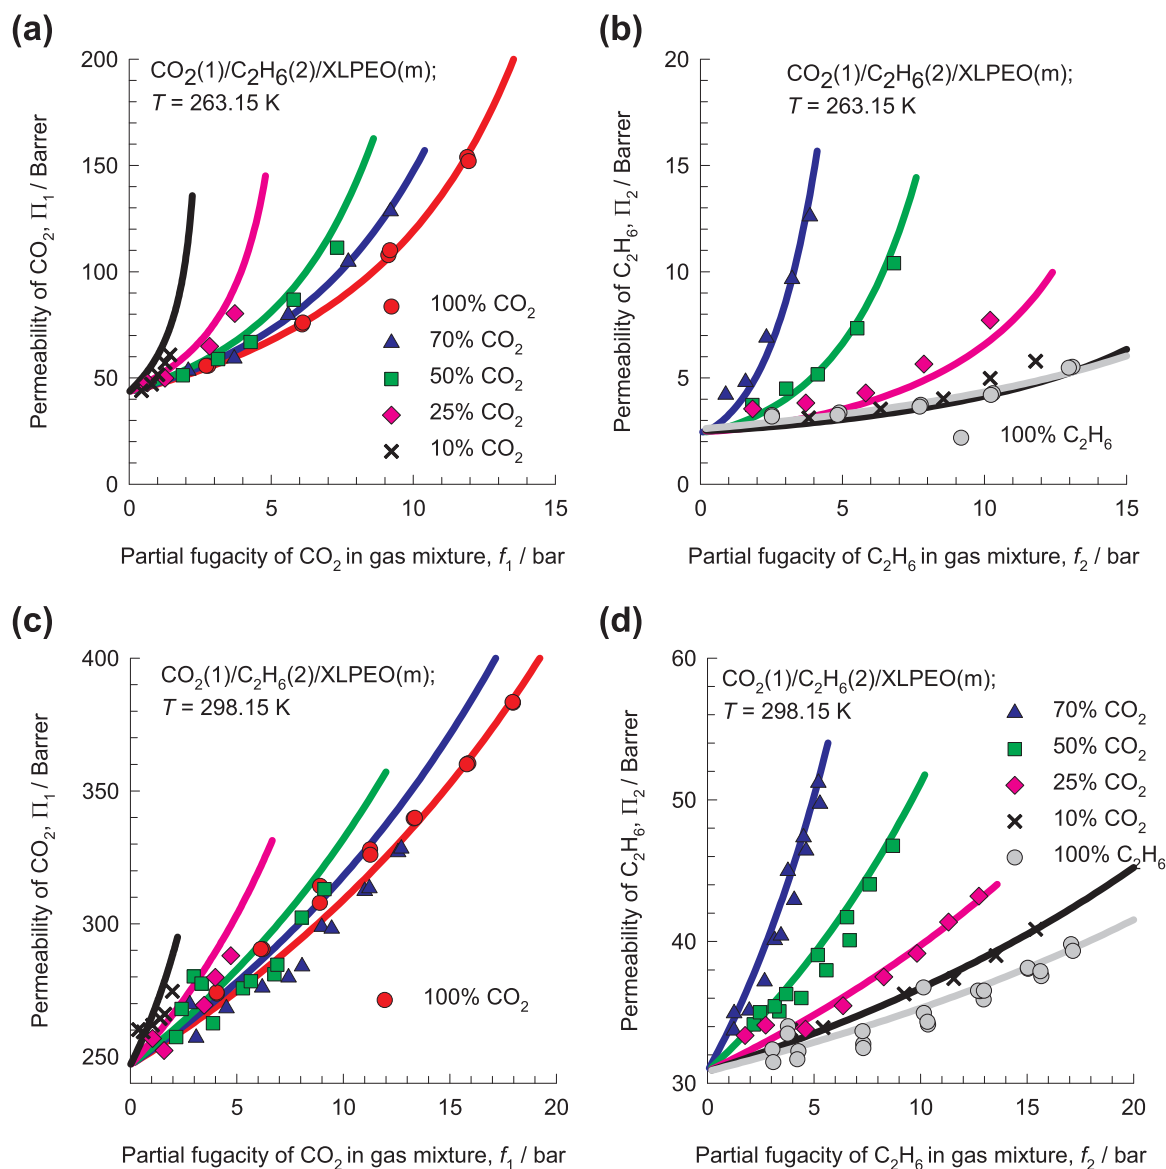 (a)
CO2(1)/C2H6(2)/XLPEO(m);
T = 263.15 K
Permeability of CO2, Π1 / Barrer
200
150
100
50
0
100% CO2
70% CO2
50% CO2
25% CO2
10% CO2
0 5 10 15
Partial fugacity of CO2 in gas mixture, f1 / bar
(b)
CO2(1)/C2H6(2)/XLPEO(m);
T = 263.15 K
Permeability of C2H6, Π2 / Barrer
20
15
10
5
0
100% C2H6
0 5 10 15
Partial fugacity of C2H6 in gas mixture, f2 / bar
(c)
CO2(1)/C2H6(2)/XLPEO(m);
T = 298.15 K
Permeability of CO2, Π1 / Barrer
400
350
300
250
100% CO2
0 5 10 15 20
Partial fugacity of CO2 in gas mixture, f1 / bar
(d)
CO2(1)/C2H6(2)/XLPEO(m);
T = 298.15 K
Permeability of C2H6, Π2 / Barrer
60
50
40
30
70% CO2
50% CO2
25% CO2
10% CO2
100% C2H6
0 5 10 15 20
Partial fugacity of C2H6 in gas mixture, f2 / bar